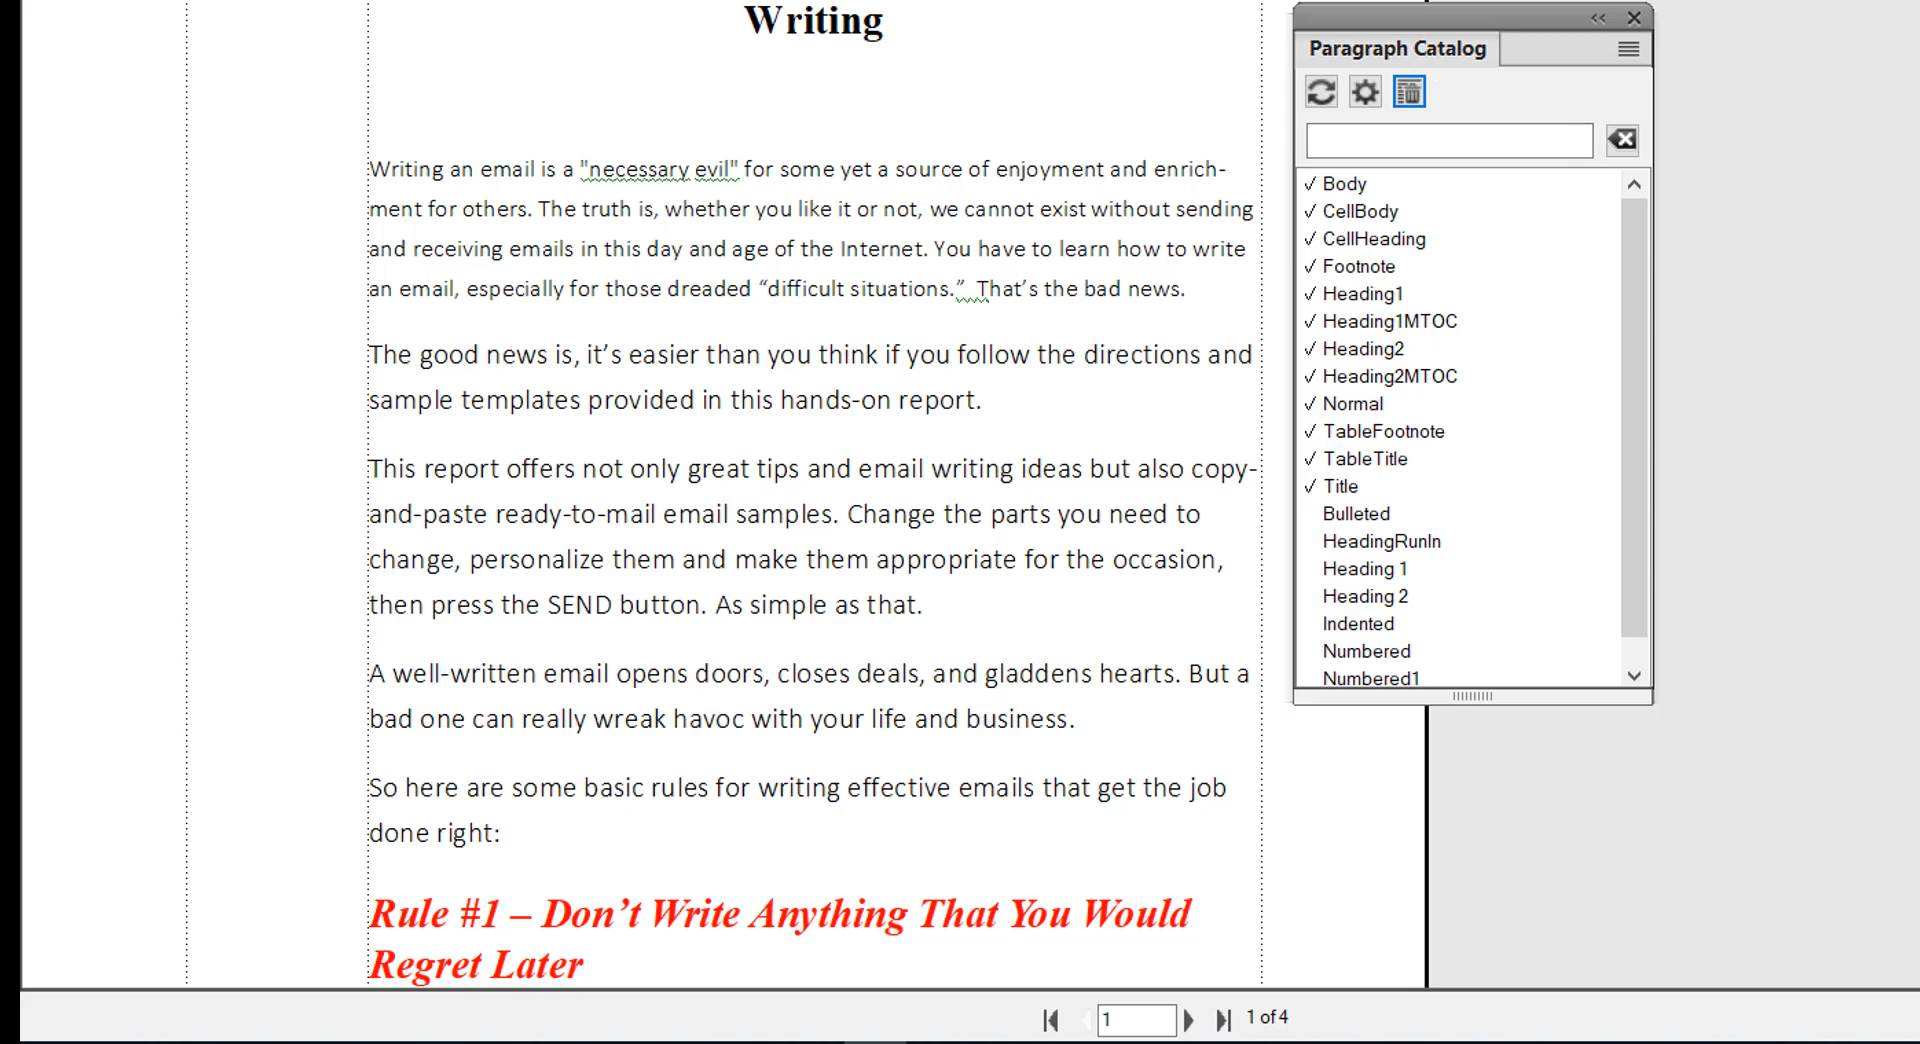 Writing
Writing an email is a "necessary evil" for some yet a source of enjoyment and enrich-
ment for others. The truth is, whether you like it or not, we cannot exist without sending
and receiving emails in this day and age of the Internet. You have to learn how to write
an email, especially for those dreaded “difficult situations.” That’s the bad news.
The good news is, it’s easier than you think if you follow the directions and
sample templates provided in this hands-on report.
This report offers not only great tips and email writing ideas but also copy-
and-paste ready-to-mail email samples. Change the parts you need to
change, personalize them and make them appropriate for the occasion,
then press the SEND button. As simple as that.
A well-written email opens doors, closes deals, and gladdens hearts. But a
bad one can really wreak havoc with your life and business.
So here are some basic rules for writing effective emails that get the job
done right:
Rule #1 – Don’t Write Anything That You Would
Regret Later
Paragraph Catalog
✓ Body
✓ CellBody
✓ CellHeading
✓ Footnote
✓ Heading1
✓ Heading1MTOC
✓ Heading2
✓ Heading2MTOC
✓ Normal
✓ TableFootnote
✓ TableTitle
✓ Title
Bulleted
HeadingRunIn
Heading 1
Heading 2
Indented
Numbered
Numbered1
1
1 of 4